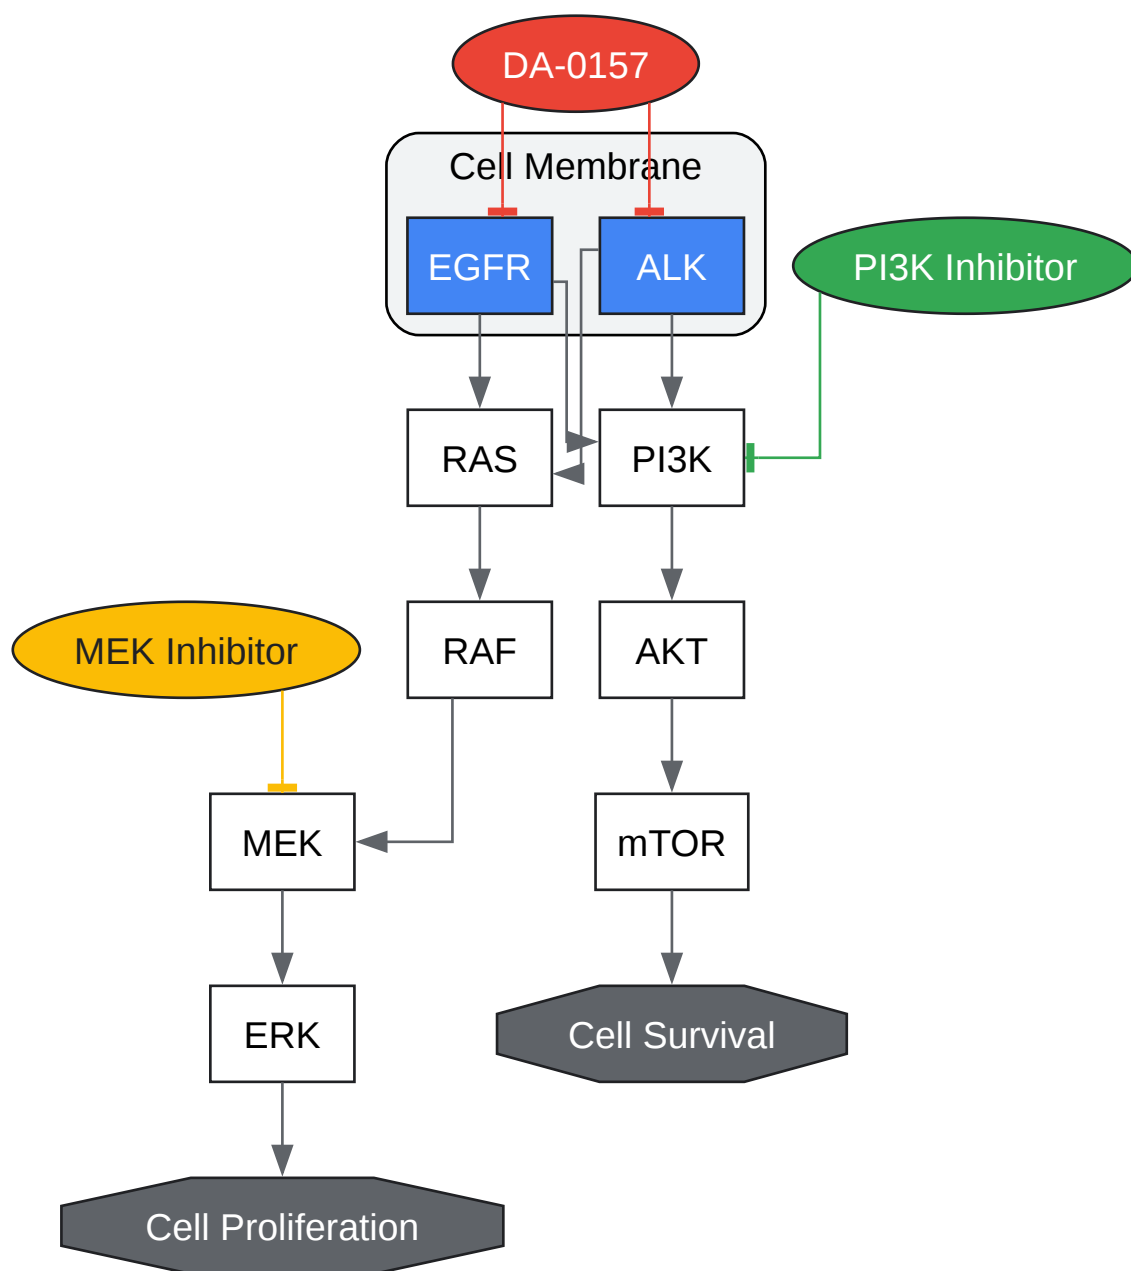 DA-0157
Cell Membrane
EGFR
ALK
PI3K Inhibitor
RAS
PI3K
MEK Inhibitor
RAF
AKT
MEK
mTOR
ERK
Cell Survival
Cell Proliferation